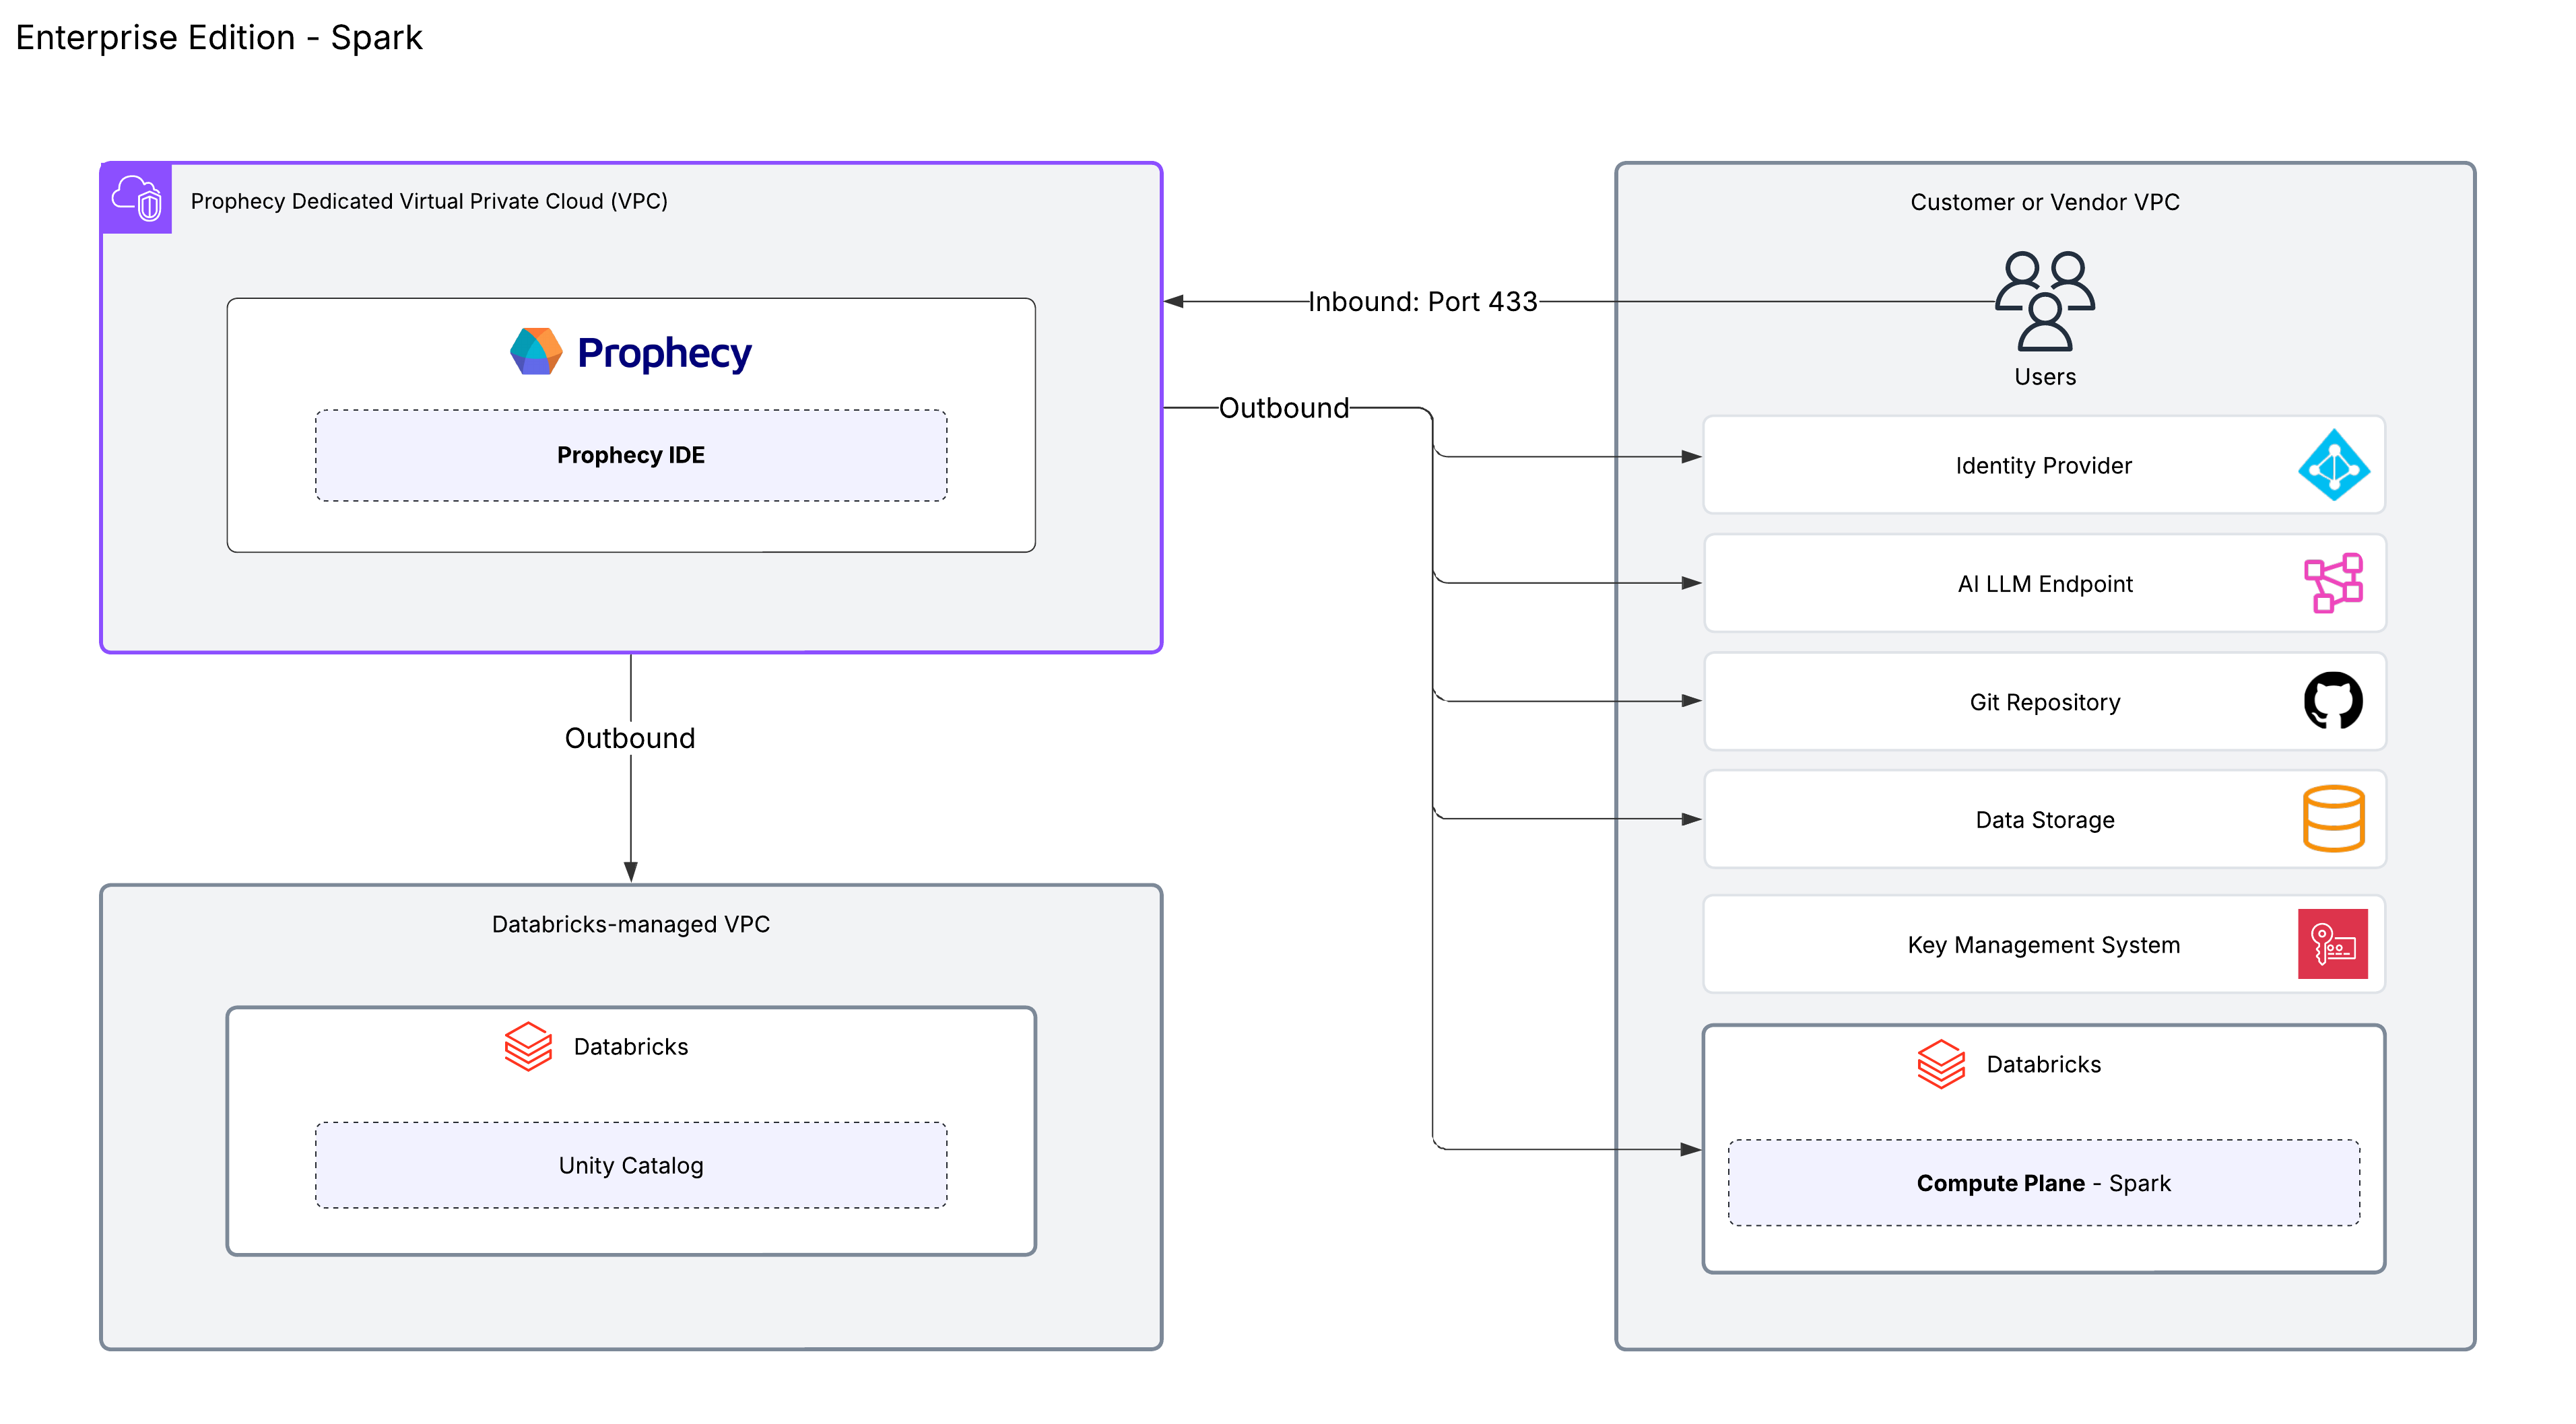 Enterprise Edition - Spark
Prophecy Dedicated Virtual Private Cloud (VPC)
Prophecy
Prophecy IDE
Inbound: Port 433
Outbound
Outbound
Databricks-managed VPC
Databricks
Unity Catalog
Customer or Vendor VPC
Users
Identity Provider
AI LLM Endpoint
Git Repository
Data Storage
Key Management System
Databricks
Compute Plane - Spark